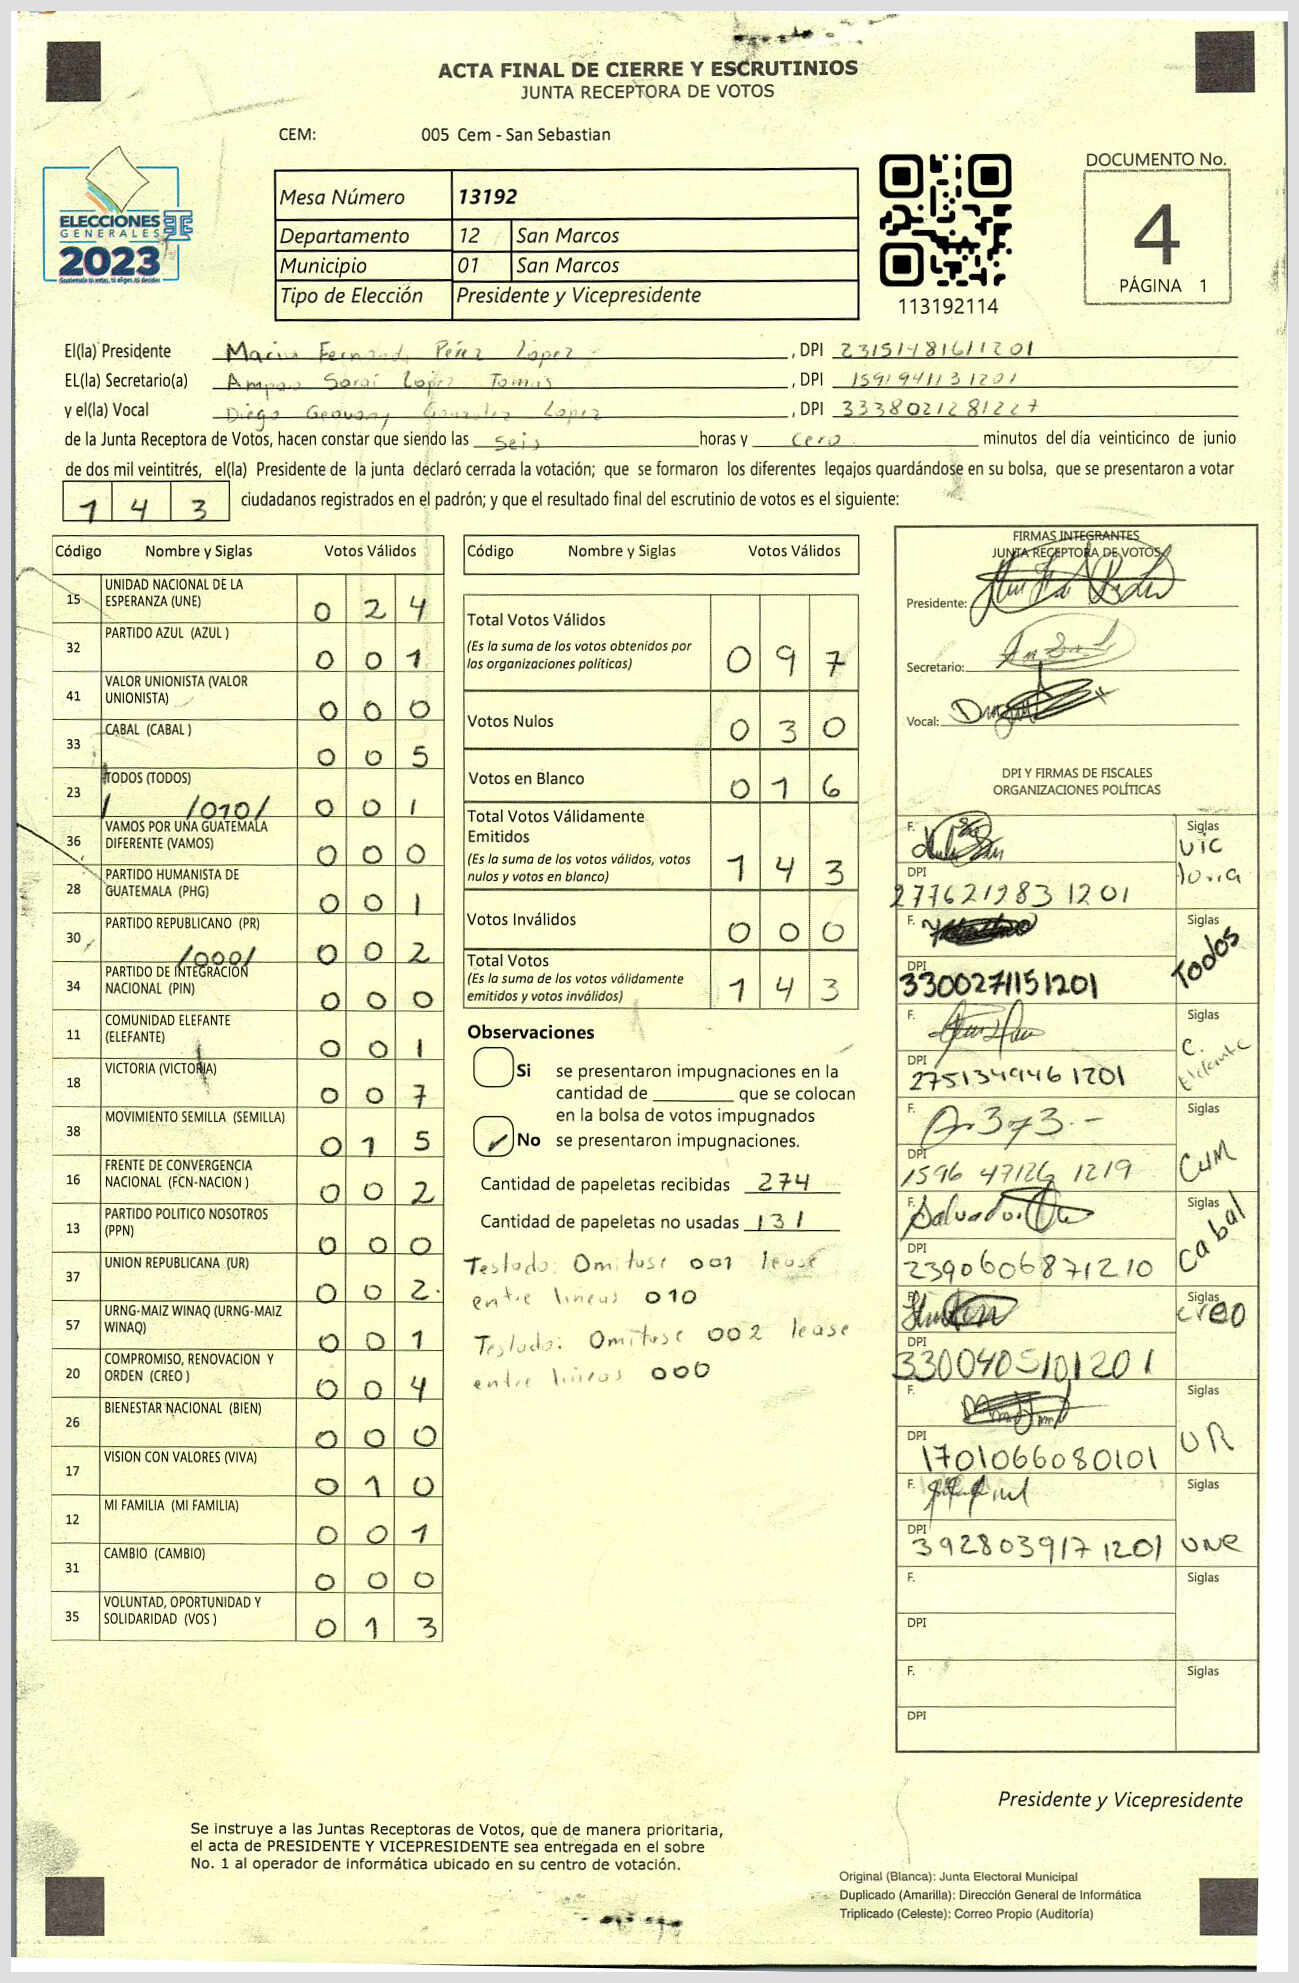 ACTA FINAL DE CIERRE Y ESCRUTINIOS
JUNTA RECEPTORA DE VOTOS
CEM: 005 Cem - San Sebastian
ELECCIONES
GENERALES
2023
Mesa Número 13192
Departamento 12 San Marcos
Municipio 01 San Marcos
Tipo de Elección Presidente y Vicepresidente
113192114
DOCUMENTO No.
4
PÁGINA 1
El(la) Presidente Pérez López , DPI
EL(la) Secretario(a) López Tomás , DPI
y el(la) Vocal Diego Geovany González López , DPI 3338021281227
de la Junta Receptora de Votos, hacen constar que siendo las Seis horas y Cero minutos del día veinticinco de junio
de dos mil veintitrés, el(la) Presidente de la junta declaró cerrada la votación; que se formaron los diferentes legajos guardándose en su bolsa, que se presentaron a votar
1 4 3 ciudadanos registrados en el padrón; y que el resultado final del escrutinio de votos es el siguiente:
Código Nombre y Siglas Votos Válidos
15 UNIDAD NACIONAL DE LA ESPERANZA (UNE) 0 2 4
32 PARTIDO AZUL (AZUL ) 0 0 1
41 VALOR UNIONISTA (VALOR UNIONISTA) 0 0 0
33 CABAL (CABAL ) 0 0 5
23 TODOS (TODOS) /010/ 0 0 1
36 VAMOS POR UNA GUATEMALA DIFERENTE (VAMOS) 0 0 0
28 PARTIDO HUMANISTA DE GUATEMALA (PHG) 0 0 1
30 PARTIDO REPUBLICANO (PR) /000/ 0 0 2
34 PARTIDO DE INTEGRACION NACIONAL (PIN) 0 0 0
11 COMUNIDAD ELEFANTE (ELEFANTE) 0 0 1
18 VICTORIA (VICTORIA) 0 0 7
38 MOVIMIENTO SEMILLA (SEMILLA) 0 1 5
16 FRENTE DE CONVERGENCIA NACIONAL (FCN-NACION ) 0 0 2
13 PARTIDO POLITICO NOSOTROS (PPN) 0 0 0
37 UNION REPUBLICANA (UR) 0 0 2.
57 URNG-MAIZ WINAQ (URNG-MAIZ WINAQ) 0 0 1
20 COMPROMISO, RENOVACION Y ORDEN (CREO ) 0 0 4
26 BIENESTAR NACIONAL (BIEN) 0 0 0
17 VISION CON VALORES (VIVA) 0 1 0
12 MI FAMILIA (MI FAMILIA) 0 0 1
31 CAMBIO (CAMBIO) 0 0 0
35 VOLUNTAD, OPORTUNIDAD Y SOLIDARIDAD (VOS ) 0 1 3
Código Nombre y Siglas Votos Válidos
Total Votos Válidos
(Es la suma de los votos obtenidos por
las organizaciones políticas) 0 9 7
Votos Nulos 0 3 0
Votos en Blanco 0 1 6
Total Votos Válidamente
Emitidos
(Es la suma de los votos válidos, votos
nulos y votos en blanco) 1 4 3
Votos Inválidos 0 0 0
Total Votos
(Es la suma de los votos válidamente
emitidos y votos inválidos) 1 4 3
Observaciones
Si se presentaron impugnaciones en la
cantidad de ________ que se colocan
en la bolsa de votos impugnados
No se presentaron impugnaciones.
Cantidad de papeletas recibidas 274
Cantidad de papeletas no usadas 131
Testado: Omitase 001 lease
entre lineas 010
Testado: Omitase 002 lease
entre lineas 000
FIRMAS INTEGRANTES
JUNTA RECEPTORA DE VOTOS
Presidente:
Secretario:
Vocal:
DPI Y FIRMAS DE FISCALES
ORGANIZACIONES POLÍTICAS
F. Siglas
Victoria
DPI
F. Siglas
Todos
DPI
3300271151201
F. Siglas
C. Elefante
DPI
2751349461201
F. Siglas
DPI
1596 47126 1219
F. Siglas
Cabal
DPI
2390606871210
F. Siglas
creo
DPI
3300405101201
F. Siglas
UR
DPI
1701066080101
F. Siglas
UNE
DPI
3928039171201
F. Siglas
DPI
F. Siglas
DPI
Presidente y Vicepresidente
Se instruye a las Juntas Receptoras de Votos, que de manera prioritaria,
el acta de PRESIDENTE Y VICEPRESIDENTE sea entregada en el sobre
No. 1 al operador de informática ubicado en su centro de votación.
Original (Blanca): Junta Electoral Municipal
Duplicado (Amarilla): Dirección General de Informática
Triplicado (Celeste): Correo Propio (Auditoría)